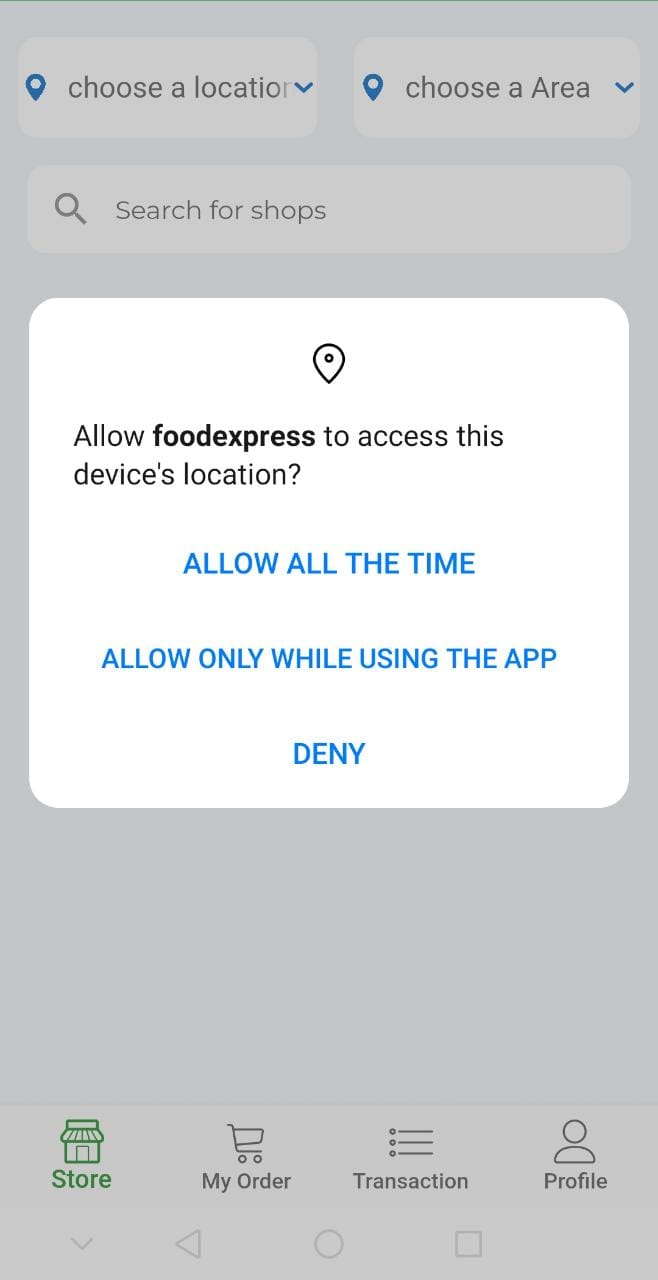 choose a location
choose a Area
Search for shops
Allow foodexpress to access this
device's location?
ALLOW ALL THE TIME
ALLOW ONLY WHILE USING THE APP
DENY
Store
My Order
Transaction
Profile